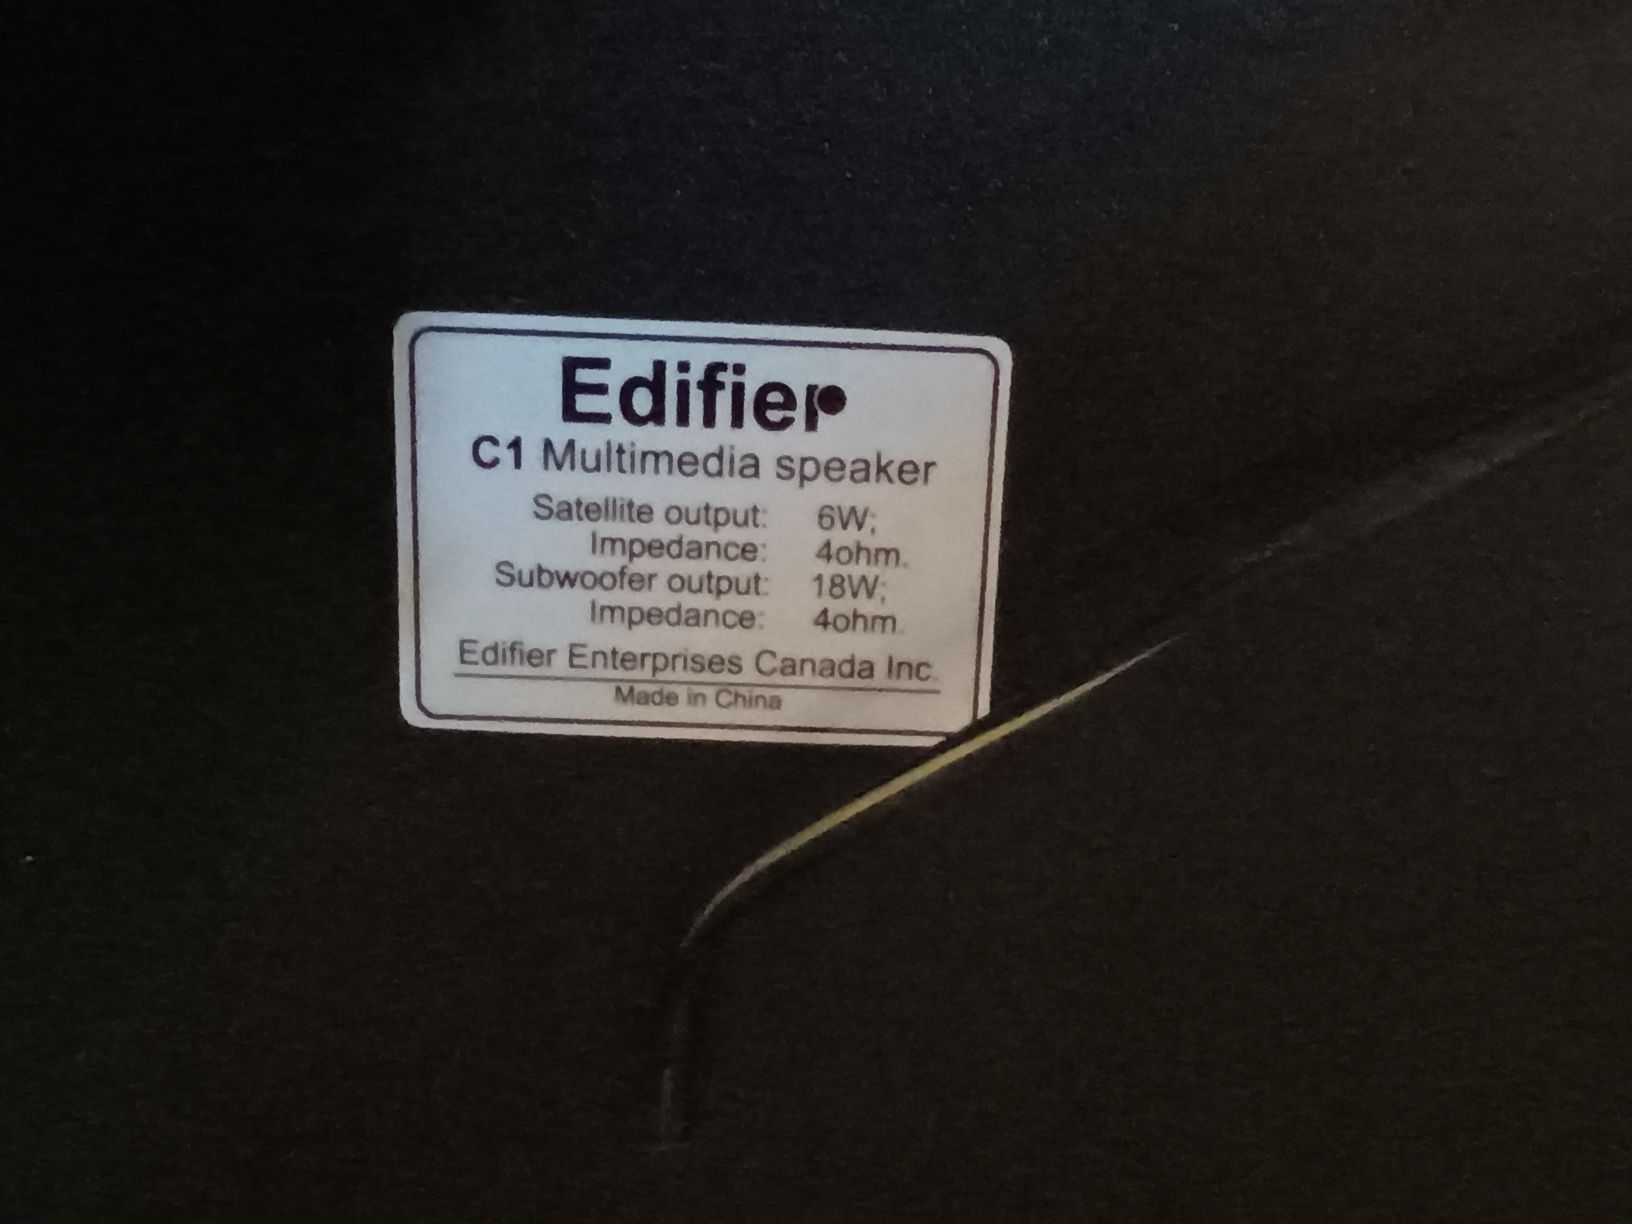 Edifier
C1 Multimedia speaker
Satellite output: 6W;
Impedance: 4ohm.
Subwoofer output: 18W;
Impedance: 4ohm.
Edifier Enterprises Canada Inc.
Made in China